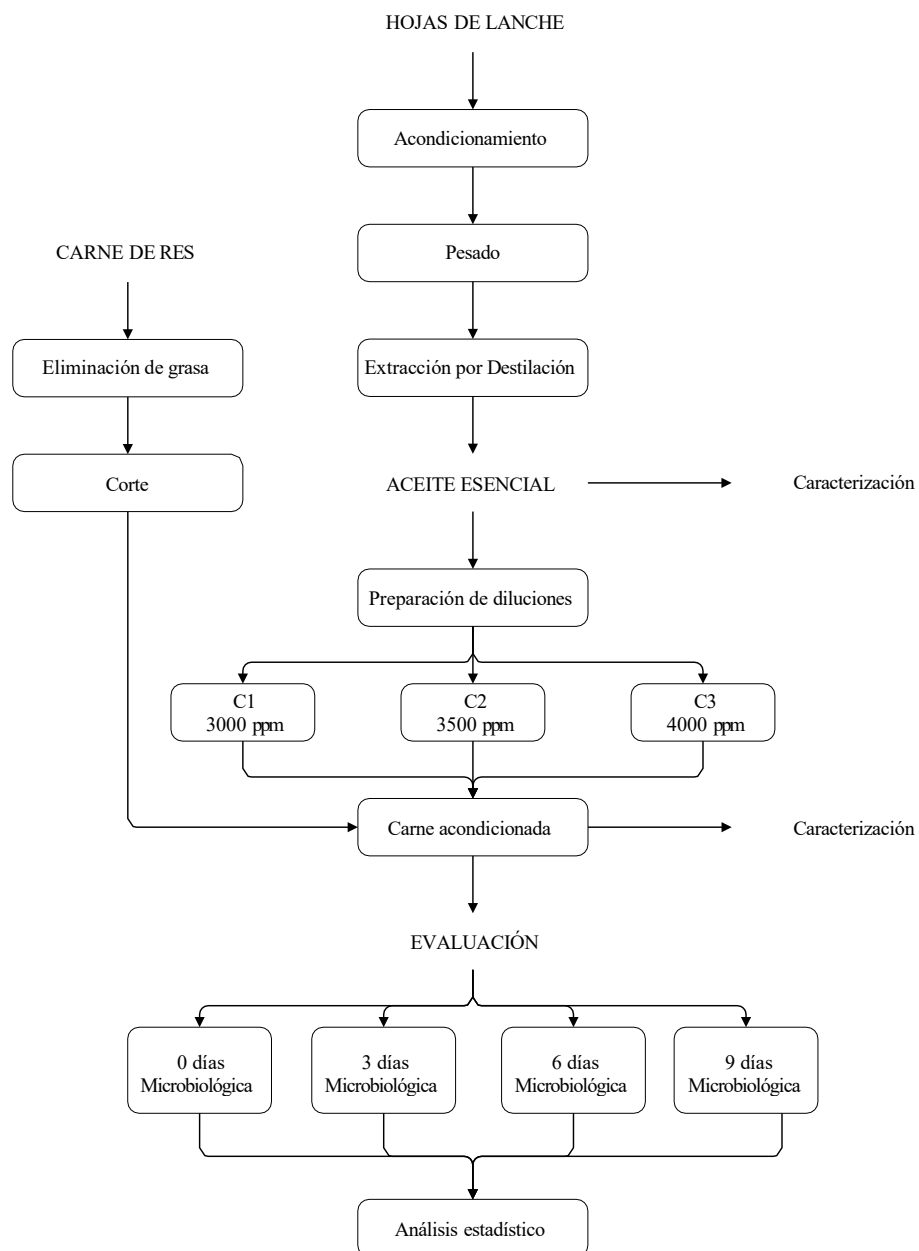 HOJAS DE LANCHE
Acondicionamiento
Pesado
CARNE DE RES
Eliminación de grasa
Extracción por Destilación
Corte
ACEITE ESENCIAL
Caracterización
Preparación de diluciones
C1
3000 ppm
C2
3500 ppm
C3
4000 ppm
Carne acondicionada
Caracterización
EVALUACIÓN
0 días
Microbiológica
3 días
Microbiológica
6 días
Microbiológica
9 días
Microbiológica
Análisis estadístico